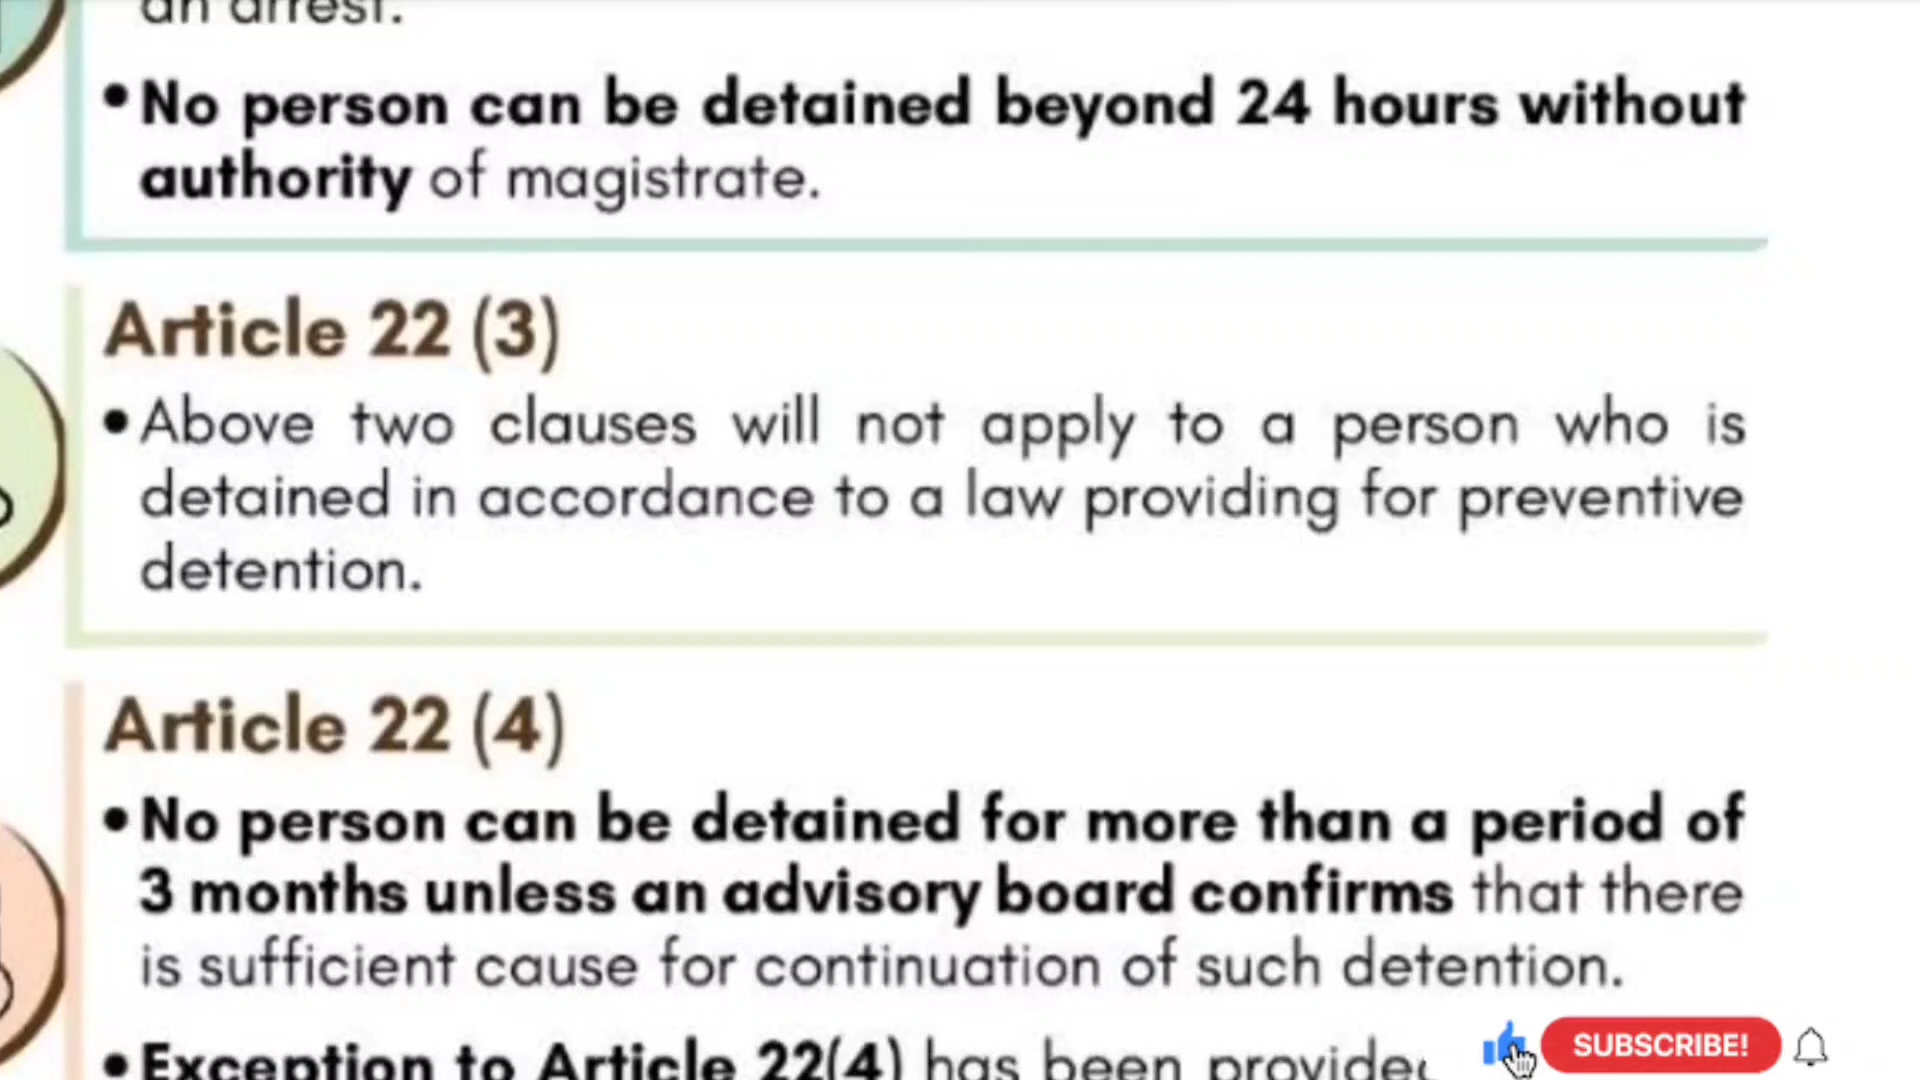 an arrest.
• No person can be detained beyond 24 hours without
authority of magistrate.
Article 22 (3)
• Above two clauses will not apply to a person who is
detained in accordance to a law providing for preventive
detention.
Article 22 (4)
• No person can be detained for more than a period of
3 months unless an advisory board confirms that there
is sufficient cause for continuation of such detention.
• Exception to Article 22(4) has been
SUBSCRIBE!